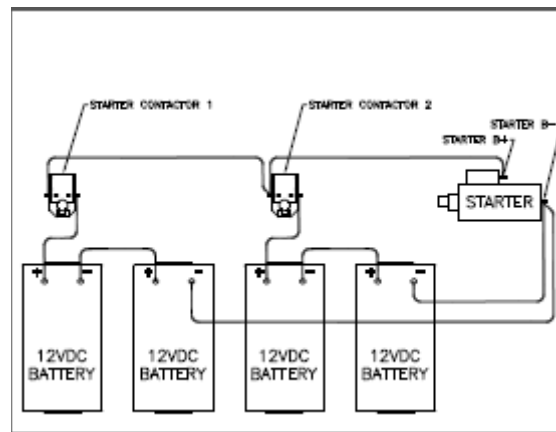 STARTER CONTACTOR 1
STARTER CONTACTOR 2
STARTER B-
STARTER B+
STARTER
+ -
+ -
+ -
+ -
12VDC
BATTERY
12VDC
BATTERY
12VDC
BATTERY
12VDC
BATTERY